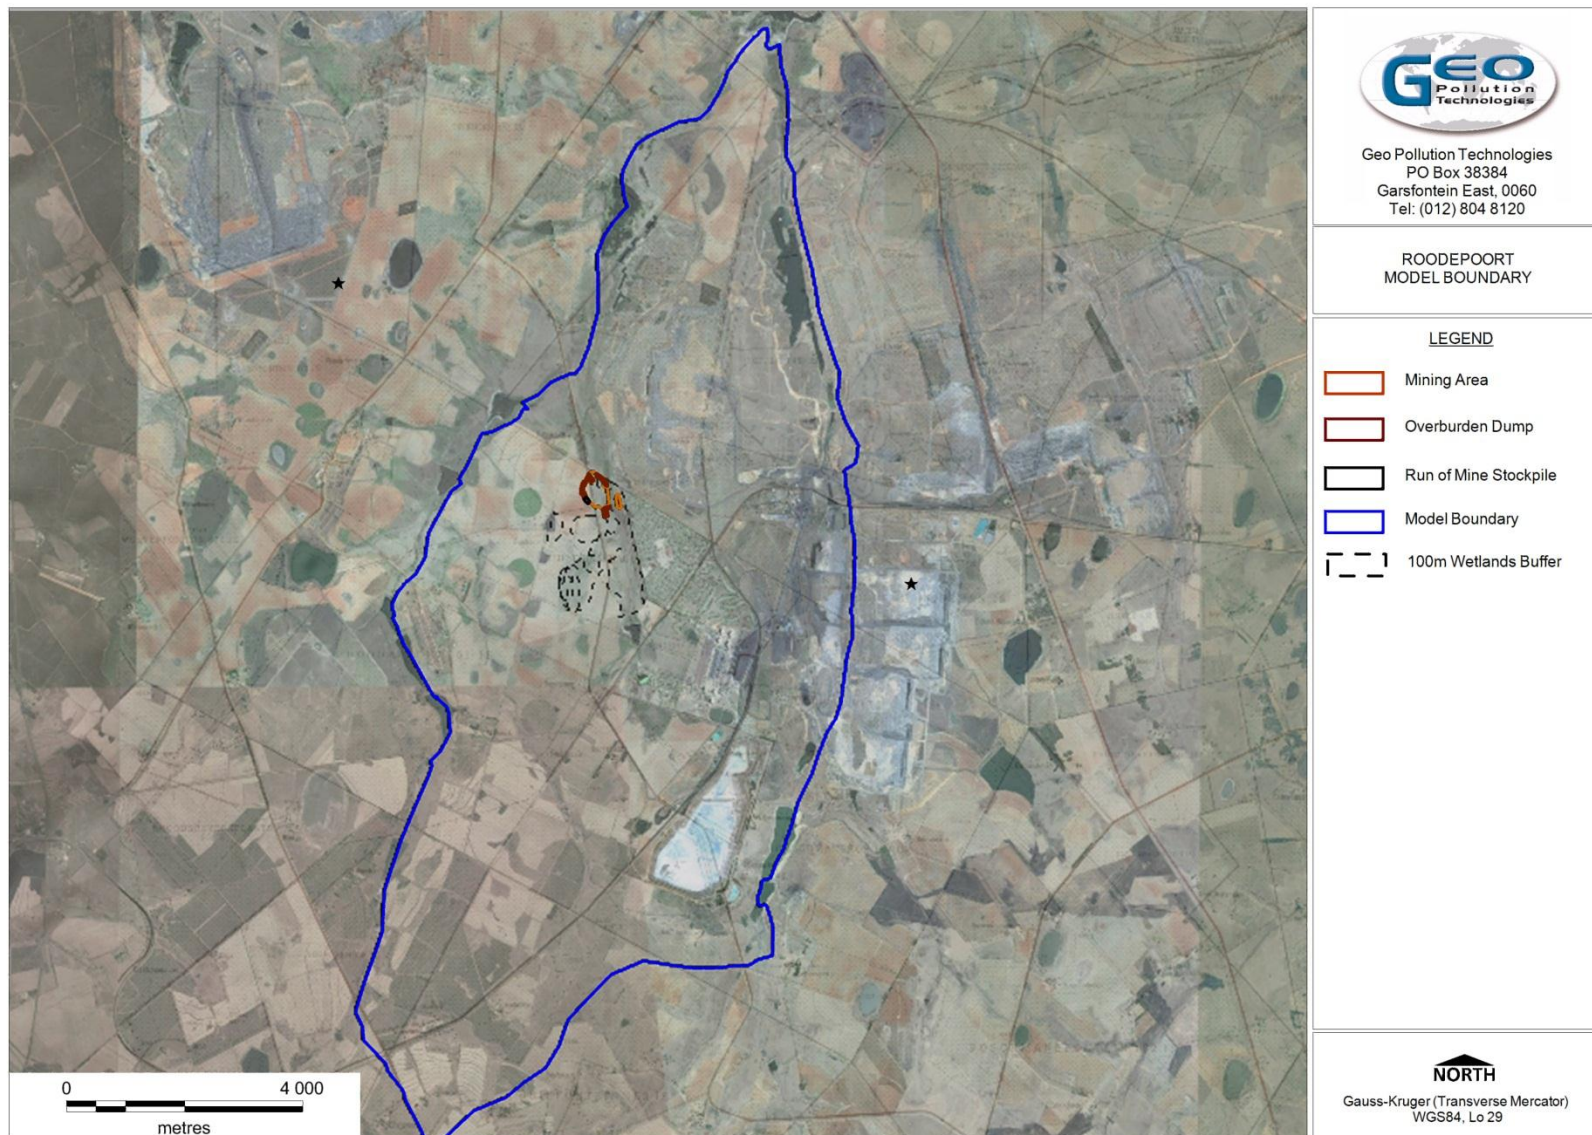 GEO
Pollution
Technologies
Geo Pollution Technologies
PO Box 38384
Garsfontein East, 0060
Tel: (012) 804 8120
ROODEPOORT
MODEL BOUNDARY
LEGEND
Mining Area
Overburden Dump
Run of Mine Stockpile
Model Boundary
100m Wetlands Buffer
0 4 000
metres
NORTH
Gauss-Kruger (Transverse Mercator)
WGS84, Lo 29